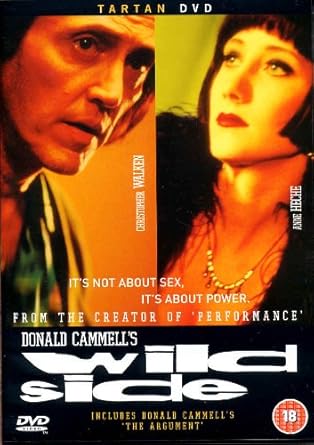 TARTAN DVD
CHRISTOPHER WALKEN
ANNE HECHE
IT'S NOT ABOUT SEX,
IT'S ABOUT POWER.
FROM THE CREATOR OF 'PERFORMANCE'
DONALD CAMMELL'S
wild
side
INCLUDES DONALD CAMMELL'S
'THE ARGUMENT'
DVD
18